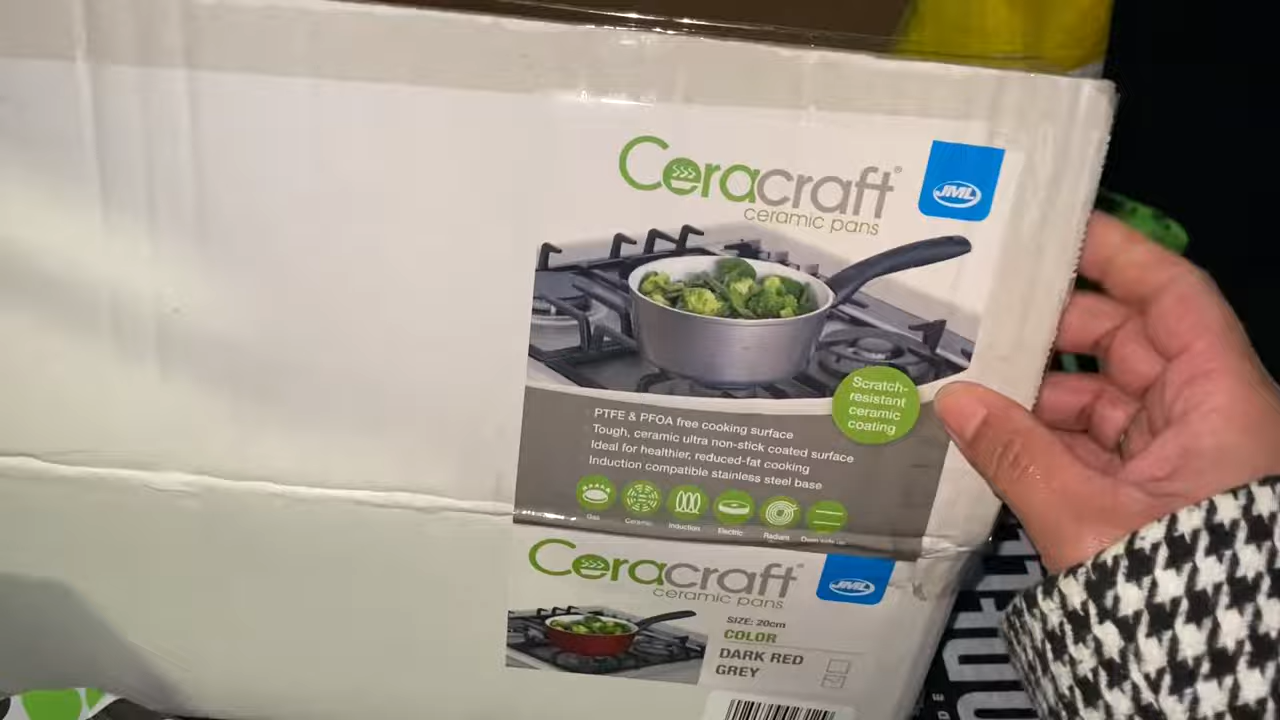 Ceracraft®
ceramic pans
JML
Scratch-
resistant
ceramic
coating
PTFE & PFOA free cooking surface
Tough, ceramic ultra non-stick coated surface
Ideal for healthier, reduced-fat cooking
Induction compatible stainless steel base
Gas
Ceramic
Induction
Electric
Radiant
Ceracraft®
ceramic pans
JML
SIZE: 20cm
COLOR
DARK RED
GREY